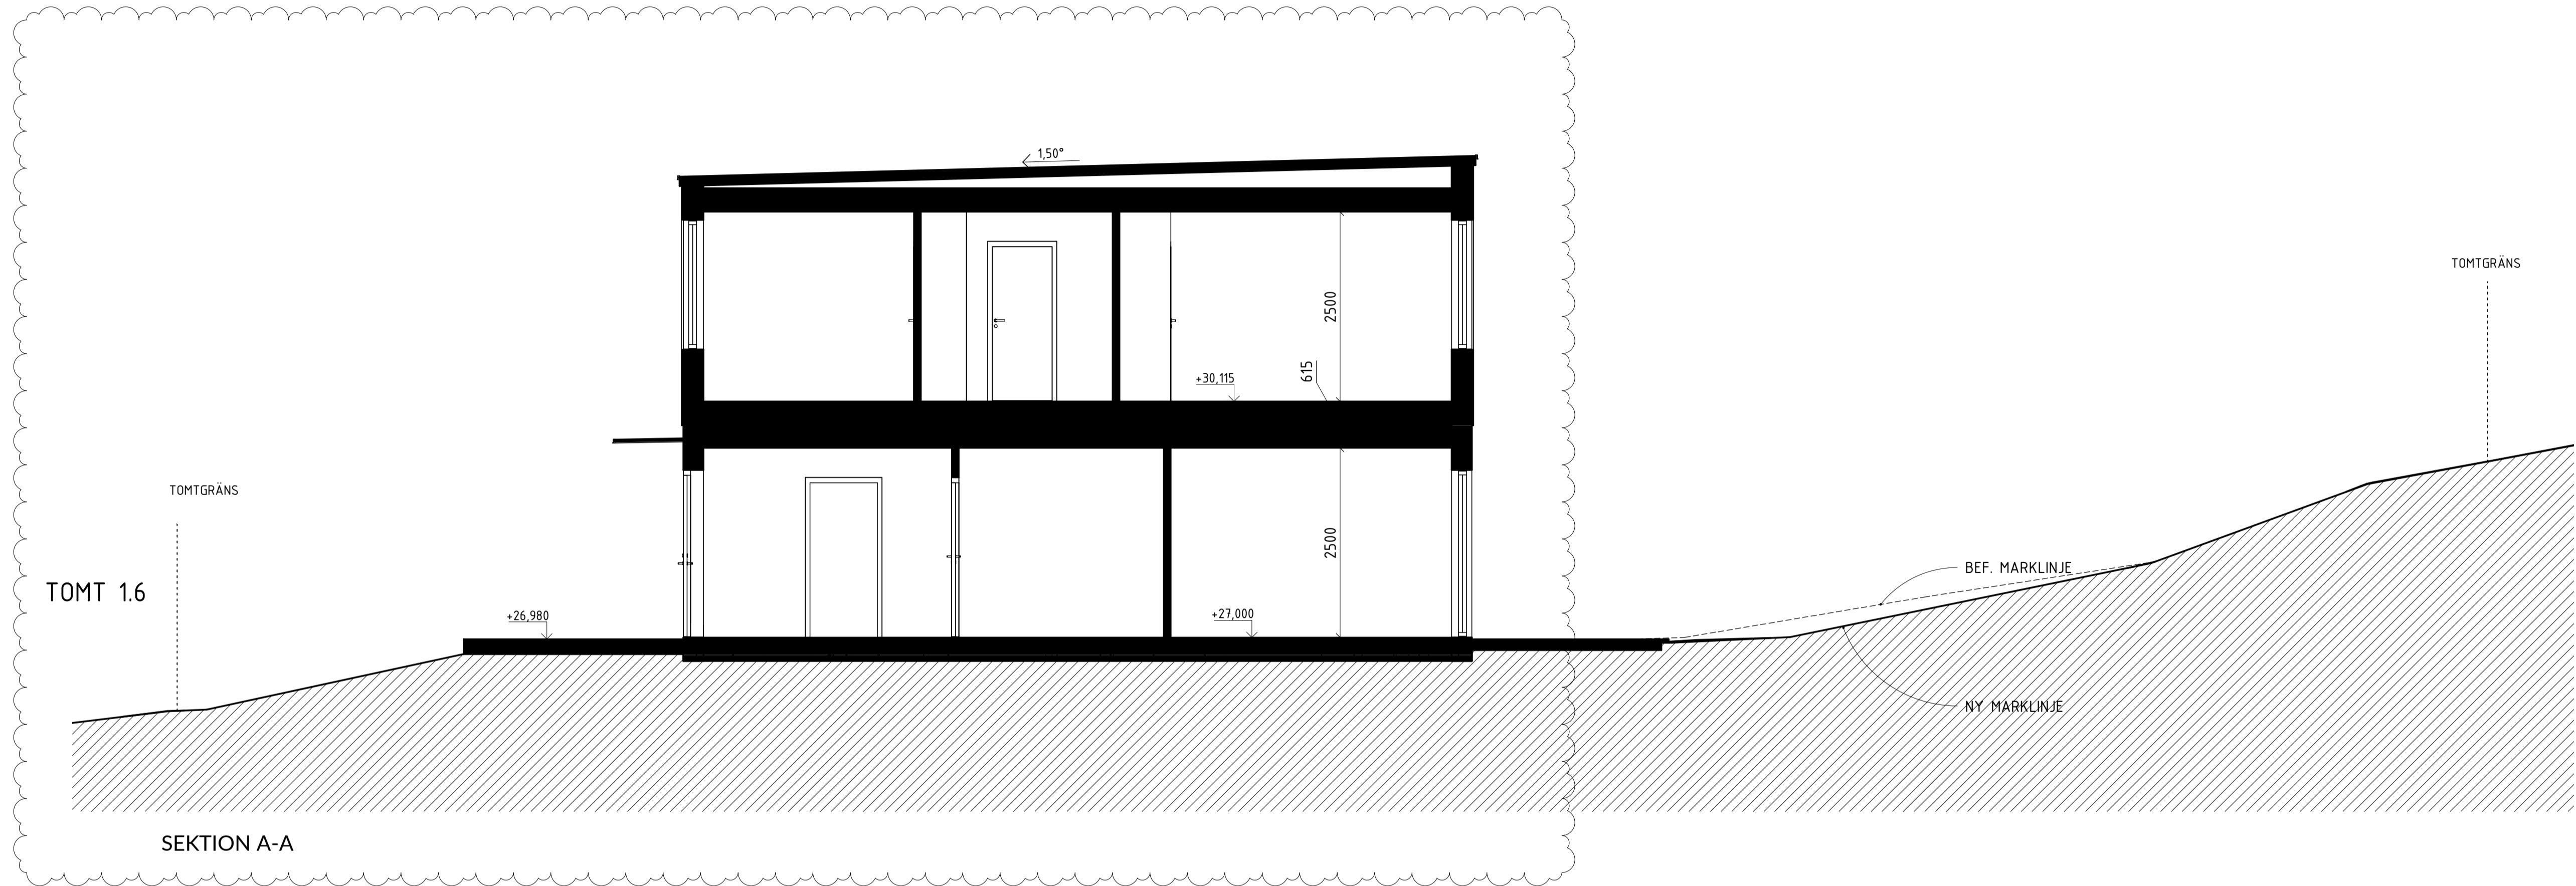 1,50°
TOMTGRÄNS
2500
615
+30,115
TOMTGRÄNS
2500
BEF. MARKLINJE
TOMT 1.6
+26,980
+27,000
NY MARKLINJE
SEKTION A-A